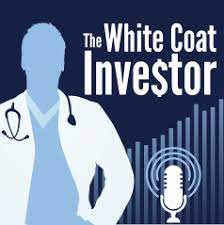 The
White Coat
Inve$tor